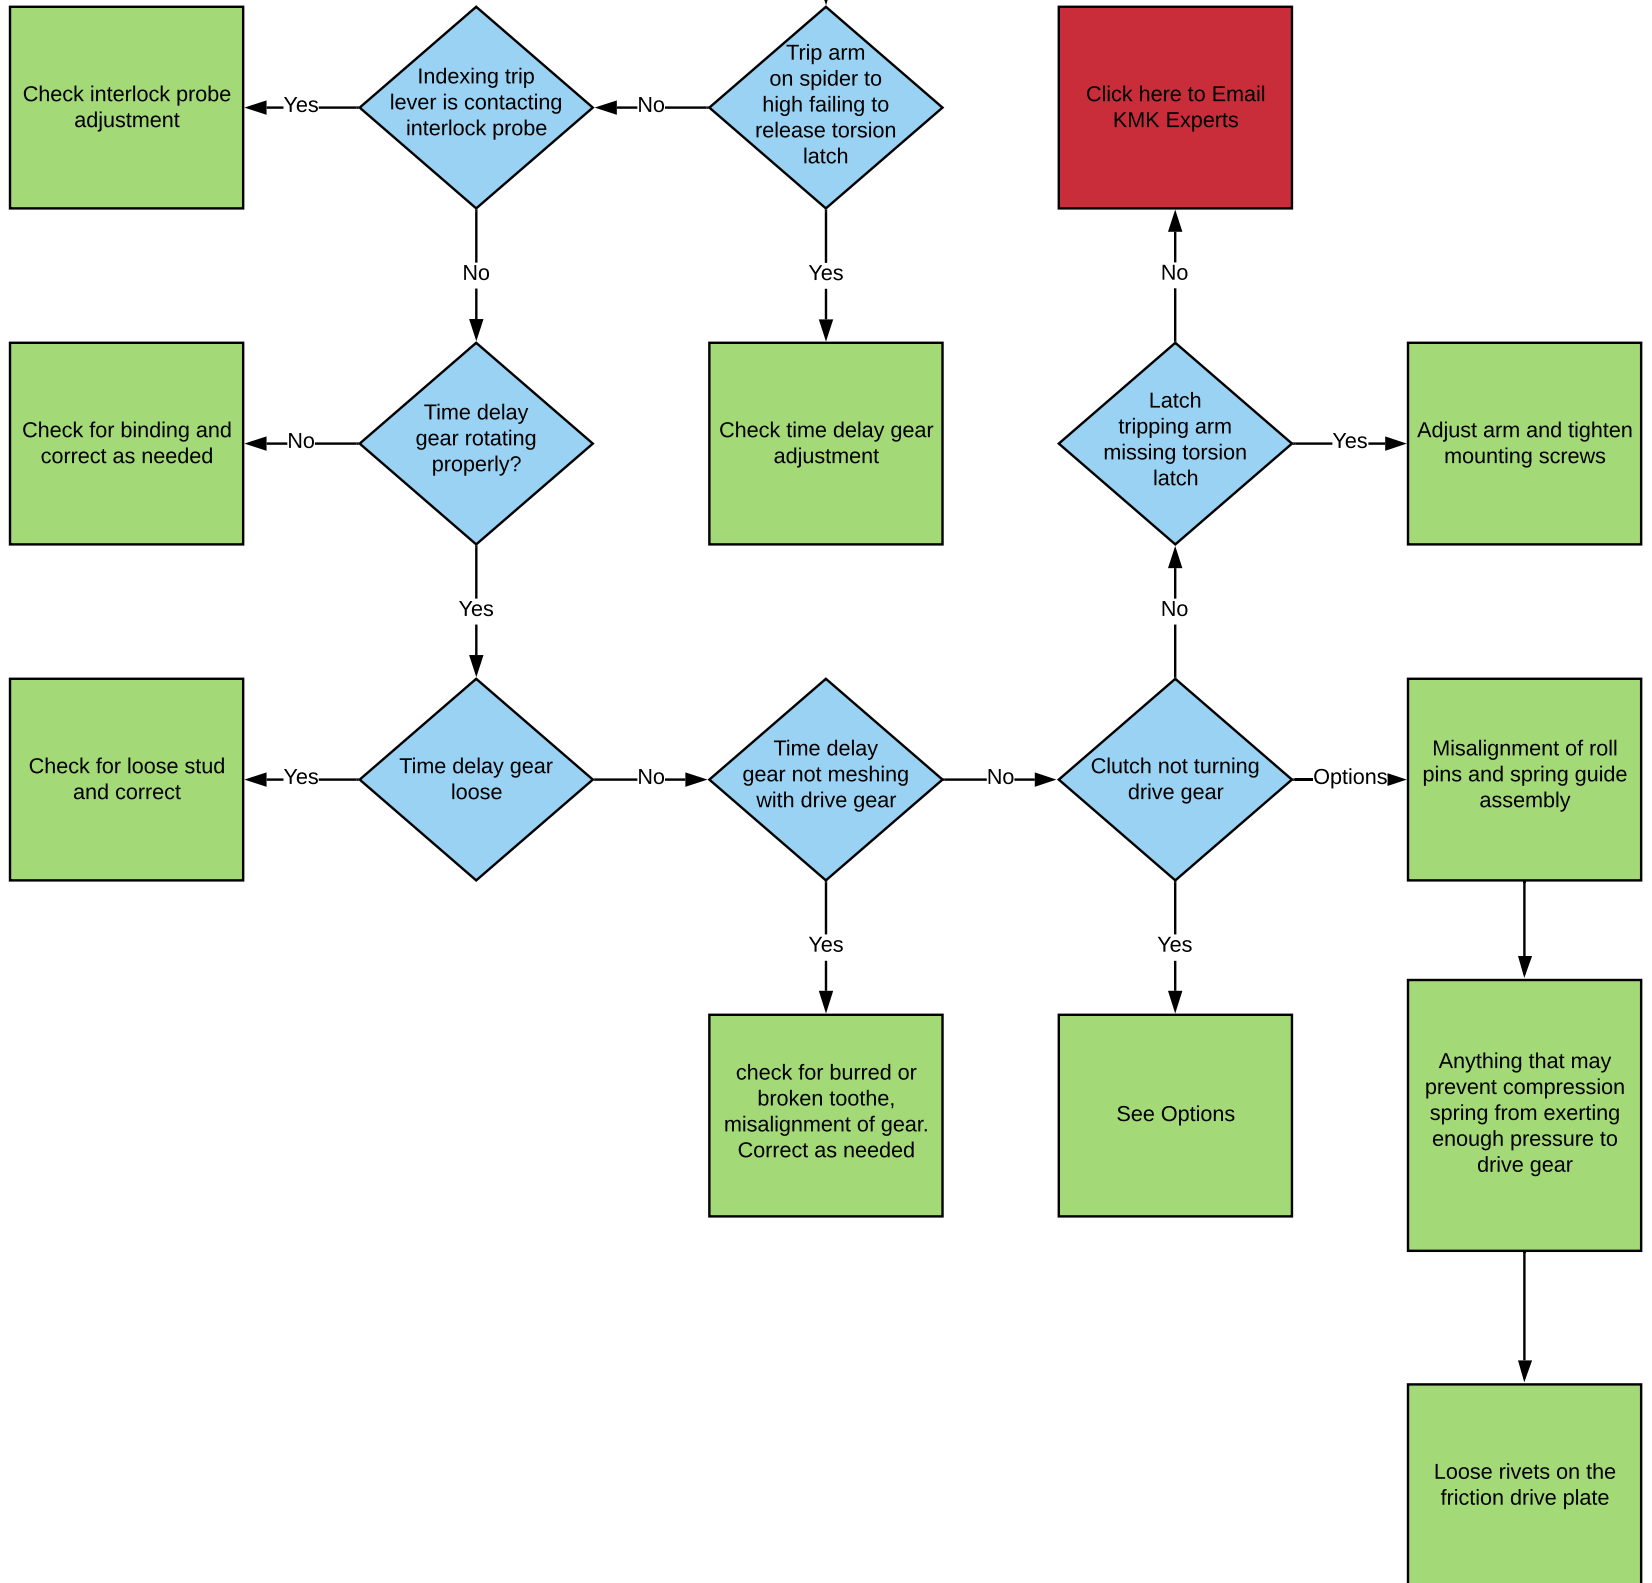 Check interlock probe
adjustment
Yes
Indexing trip
lever is contacting
interlock probe
No
Trip arm
on spider to
high failing to
release torsion
latch
Click here to Email
KMK Experts
No
Yes
No
Check for binding and
correct as needed
No
Time delay
gear rotating
properly?
Check time delay gear
adjustment
Latch
tripping arm
missing torsion
latch
Yes
Adjust arm and tighten
mounting screws
Yes
No
Check for loose stud
and correct
Yes
Time delay gear
loose
No
Time delay
gear not meshing
with drive gear
No
Clutch not turning
drive gear
Options
Misalignment of roll
pins and spring guide
assembly
Yes
Yes
check for burred or
broken toothe,
misalignment of gear.
Correct as needed
See Options
Anything that may
prevent compression
spring from exerting
enough pressure to
drive gear
Loose rivets on the
friction drive plate